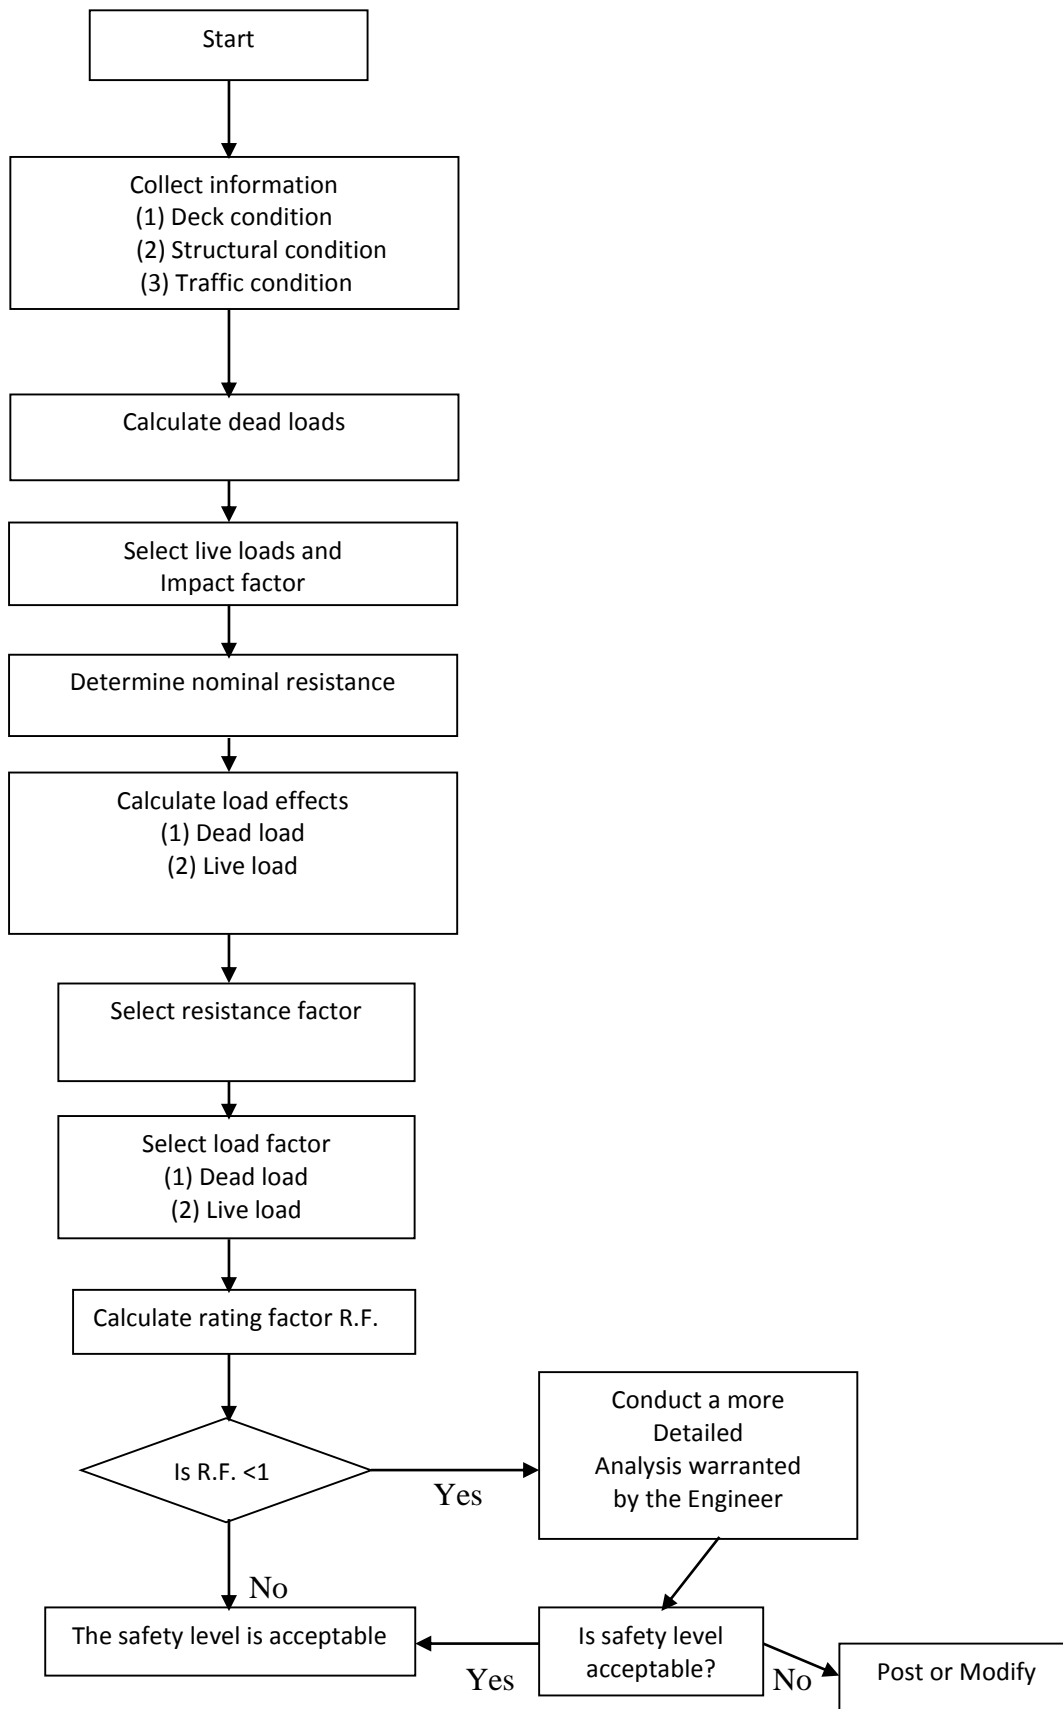 Start
Collect information
(1) Deck condition
(2) Structural condition
(3) Traffic condition
Calculate dead loads
Select live loads and
Impact factor
Determine nominal resistance
Calculate load effects
(1) Dead load
(2) Live load
Select resistance factor
Select load factor
(1) Dead load
(2) Live load
Calculate rating factor R.F.
Is R.F. <1
Yes
Conduct a more
Detailed
Analysis warranted
by the Engineer
No
The safety level is acceptable
Yes
Is safety level
acceptable?
No
Post or Modify